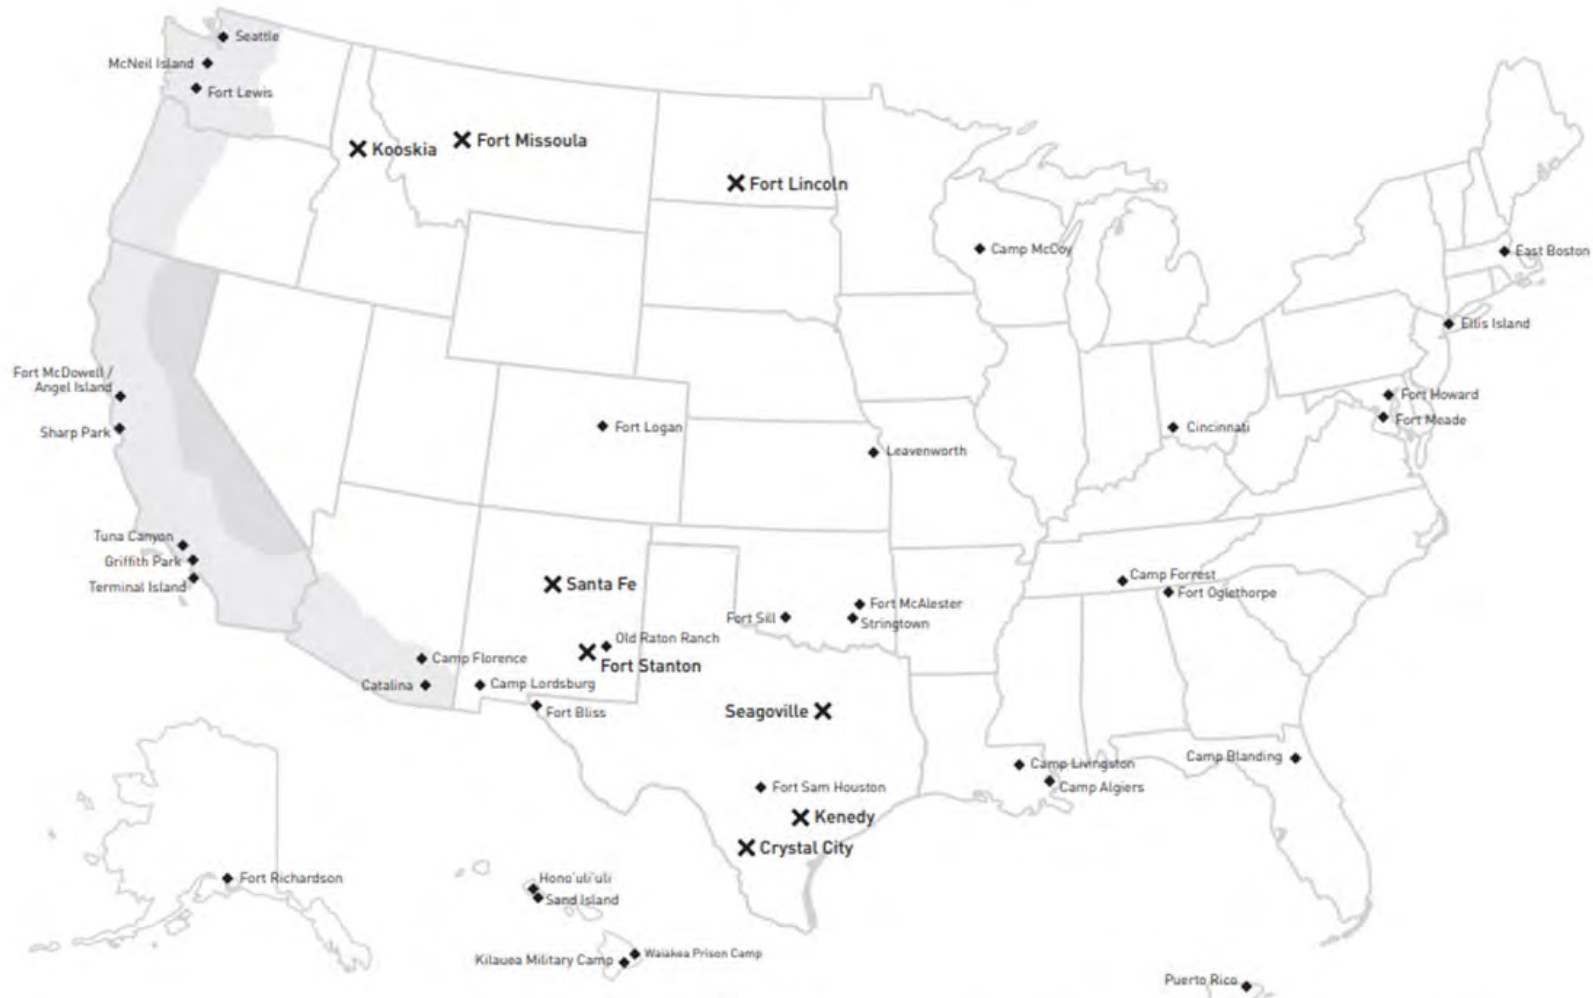 Seattle
McNeil Island
Fort Lewis
Kooskia
Fort Missoula
Fort Lincoln
Camp McCoy
East Boston
Ellis Island
Fort McDowell /
Angel Island
Sharp Park
Fort Logan
Leavenworth
Cincinnati
Fort Howard
Fort Meade
Tuna Canyon
Griffith Park
Terminal Island
Santa Fe
Old Raton Ranch
Fort Stanton
Fort Sill
Fort McAlester
Stringtown
Camp Forrest
Fort Oglethorpe
Camp Florence
Catalina
Camp Lordsburg
Fort Bliss
Seagoville
Camp Livingston
Camp Algiers
Camp Blanding
Fort Sam Houston
Kenedy
Crystal City
Fort Richardson
Hono'uli'uli
Sand Island
Kilauea Military Camp
Waiakea Prison Camp
Puerto Rico